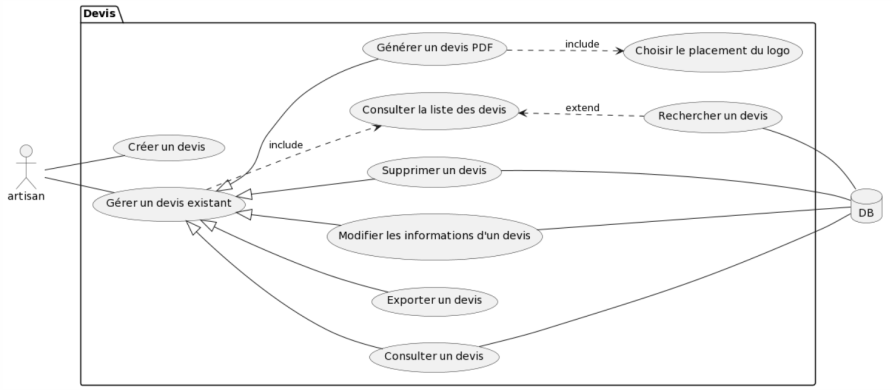 Devis
Générer un devis PDF
include
Choisir le placement du logo
Consulter la liste des devis
extend
Rechercher un devis
Créer un devis
include
artisan
Supprimer un devis
Gérer un devis existant
DB
Modifier les informations d'un devis
Exporter un devis
Consulter un devis